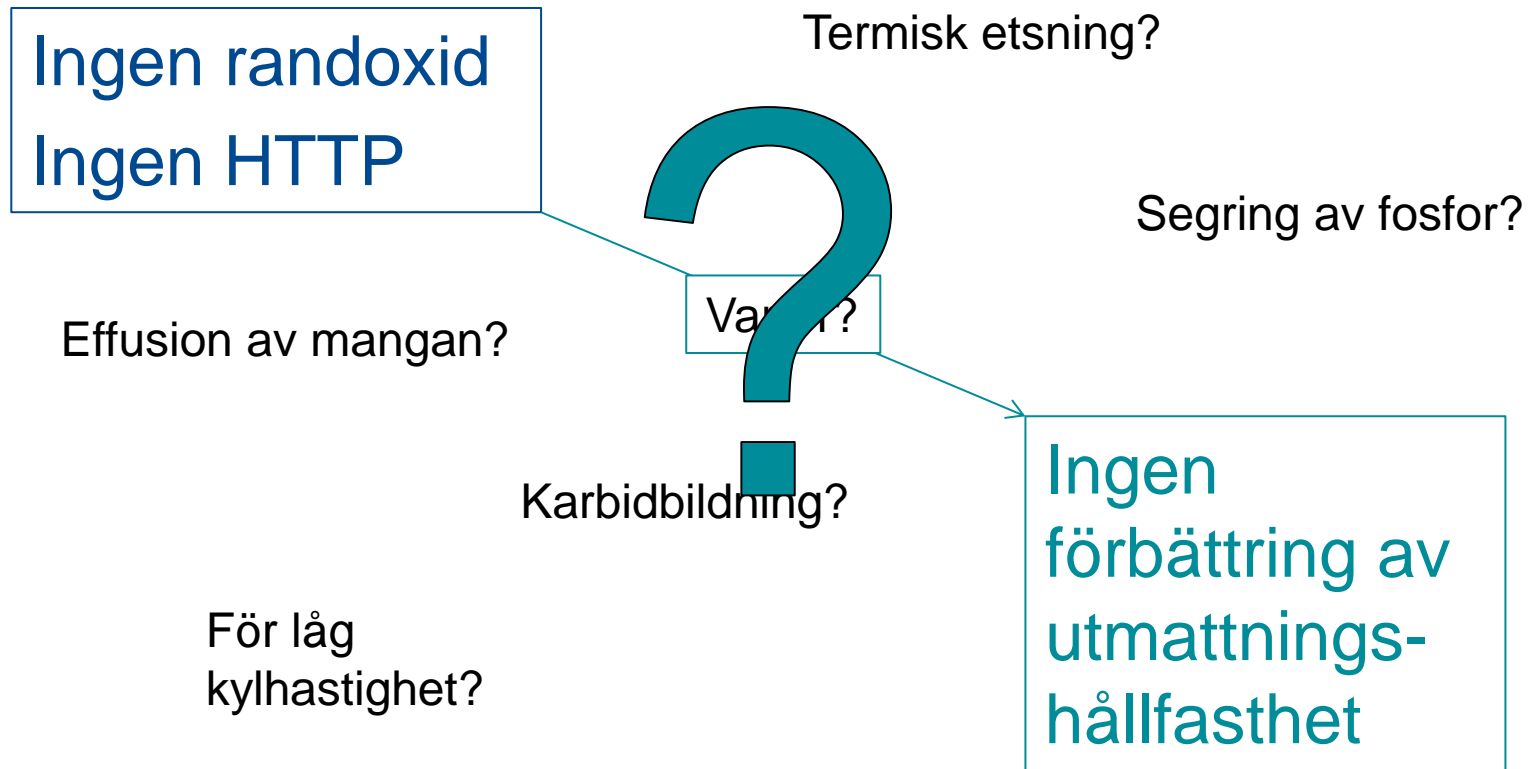 Termisk etsning?
Ingen randoxid
Ingen HTTP
Segring av fosfor?
Effusion av mangan?
?
Karbidbildning?
Ingen
förbättring av
utmattnings-
hållfasthet
För låg
kylhastighet?